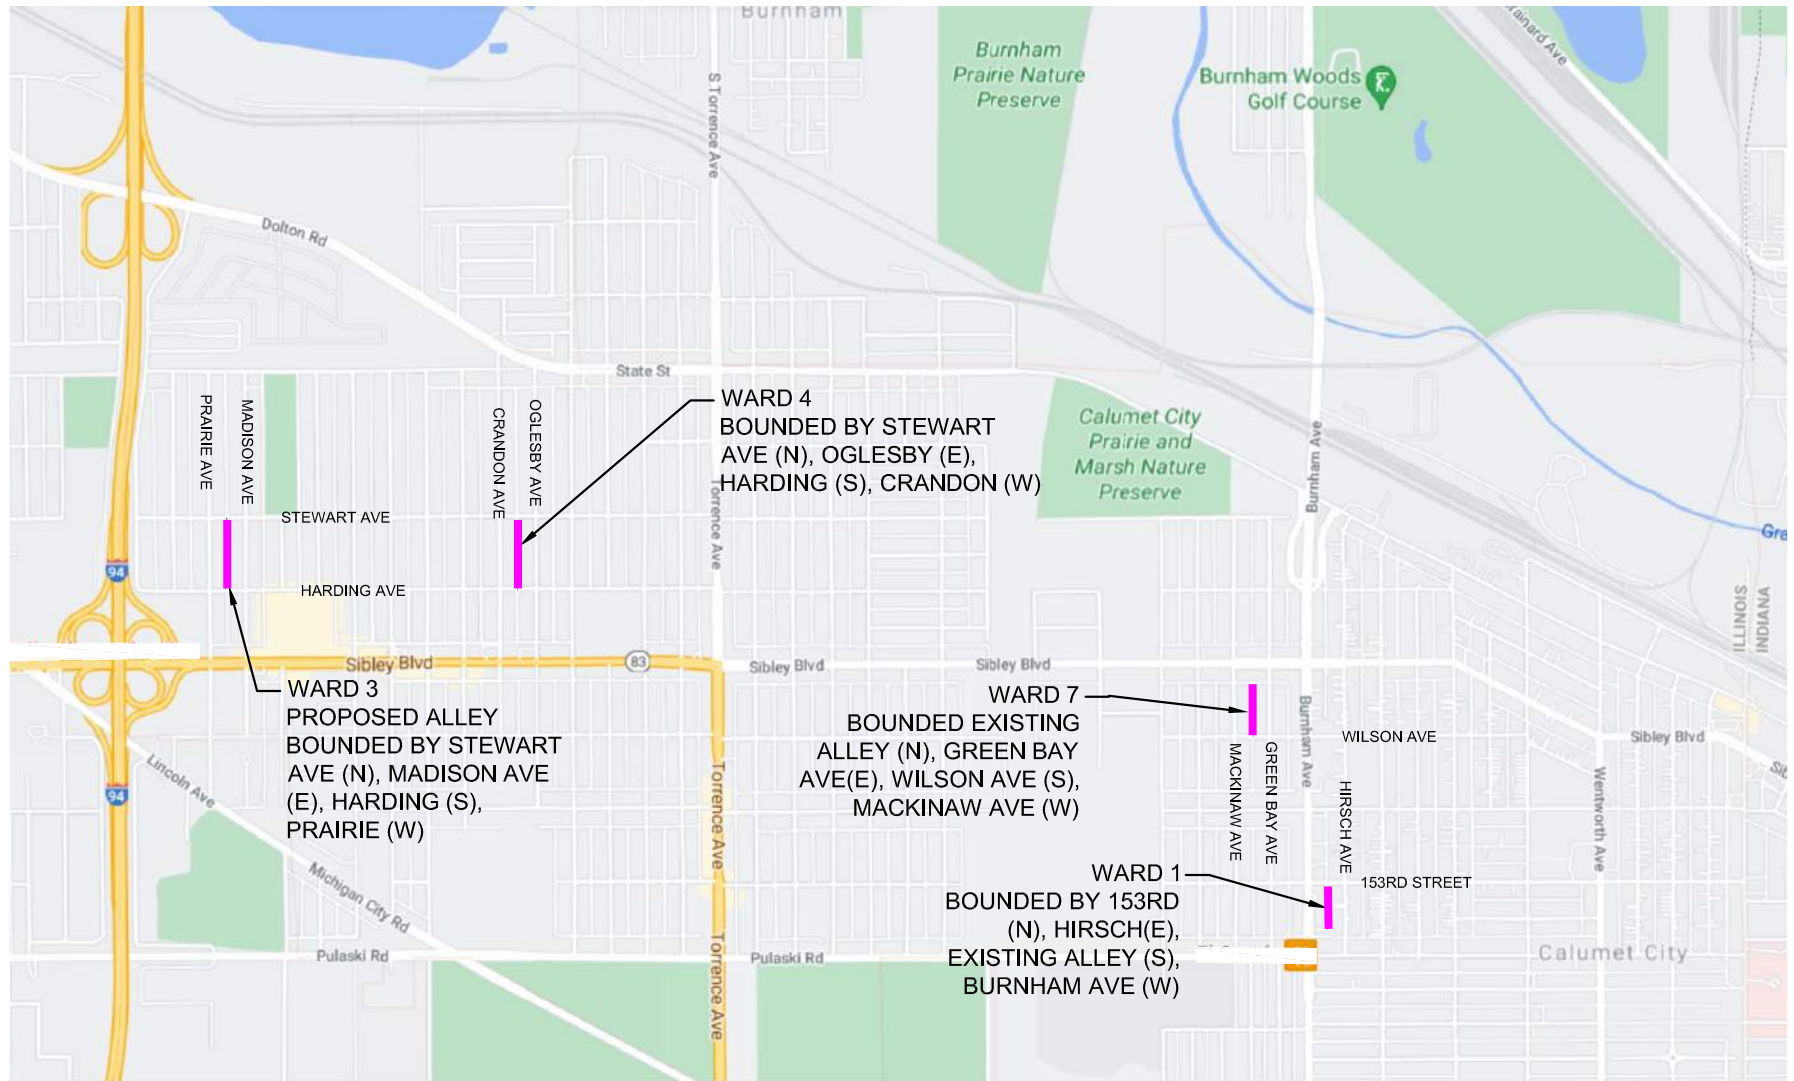 Burnham
Burnham
Prairie Nature
Preserve
Burnham Woods
Golf Course
S Torrence Ave
Dolton Rd
State St
PRAIRIE AVE
MADISON AVE
CRANDON AVE
OGLESBY AVE
WARD 4
BOUNDED BY STEWART
AVE (N), OGLESBY (E),
HARDING (S), CRANDON (W)
Calumet City
Prairie and
Marsh Nature
Preserve
Burnham Ave
STEWART AVE
HARDING AVE
Torrence Ave
94
ILLINOIS
INDIANA
Sibley Blvd
83
Sibley Blvd
Sibley Blvd
WARD 3
PROPOSED ALLEY
BOUNDED BY STEWART
AVE (N), MADISON AVE
(E), HARDING (S),
PRAIRIE (W)
WARD 7
BOUNDED EXISTING
ALLEY (N), GREEN BAY
AVE(E), WILSON AVE (S),
MACKINAW AVE (W)
MACKINAW AVE
GREEN BAY AVE
Burnham Ave
WILSON AVE
HIRSCH AVE
Sibley Blvd
Wentworth Ave
94
Lincoln Ave
Torrence Ave
Michigan City Rd
WARD 1
BOUNDED BY 153RD
(N), HIRSCH(E),
EXISTING ALLEY (S),
BURNHAM AVE (W)
153RD STREET
Calumet City
Pulaski Rd
Pulaski Rd
Torrence Ave